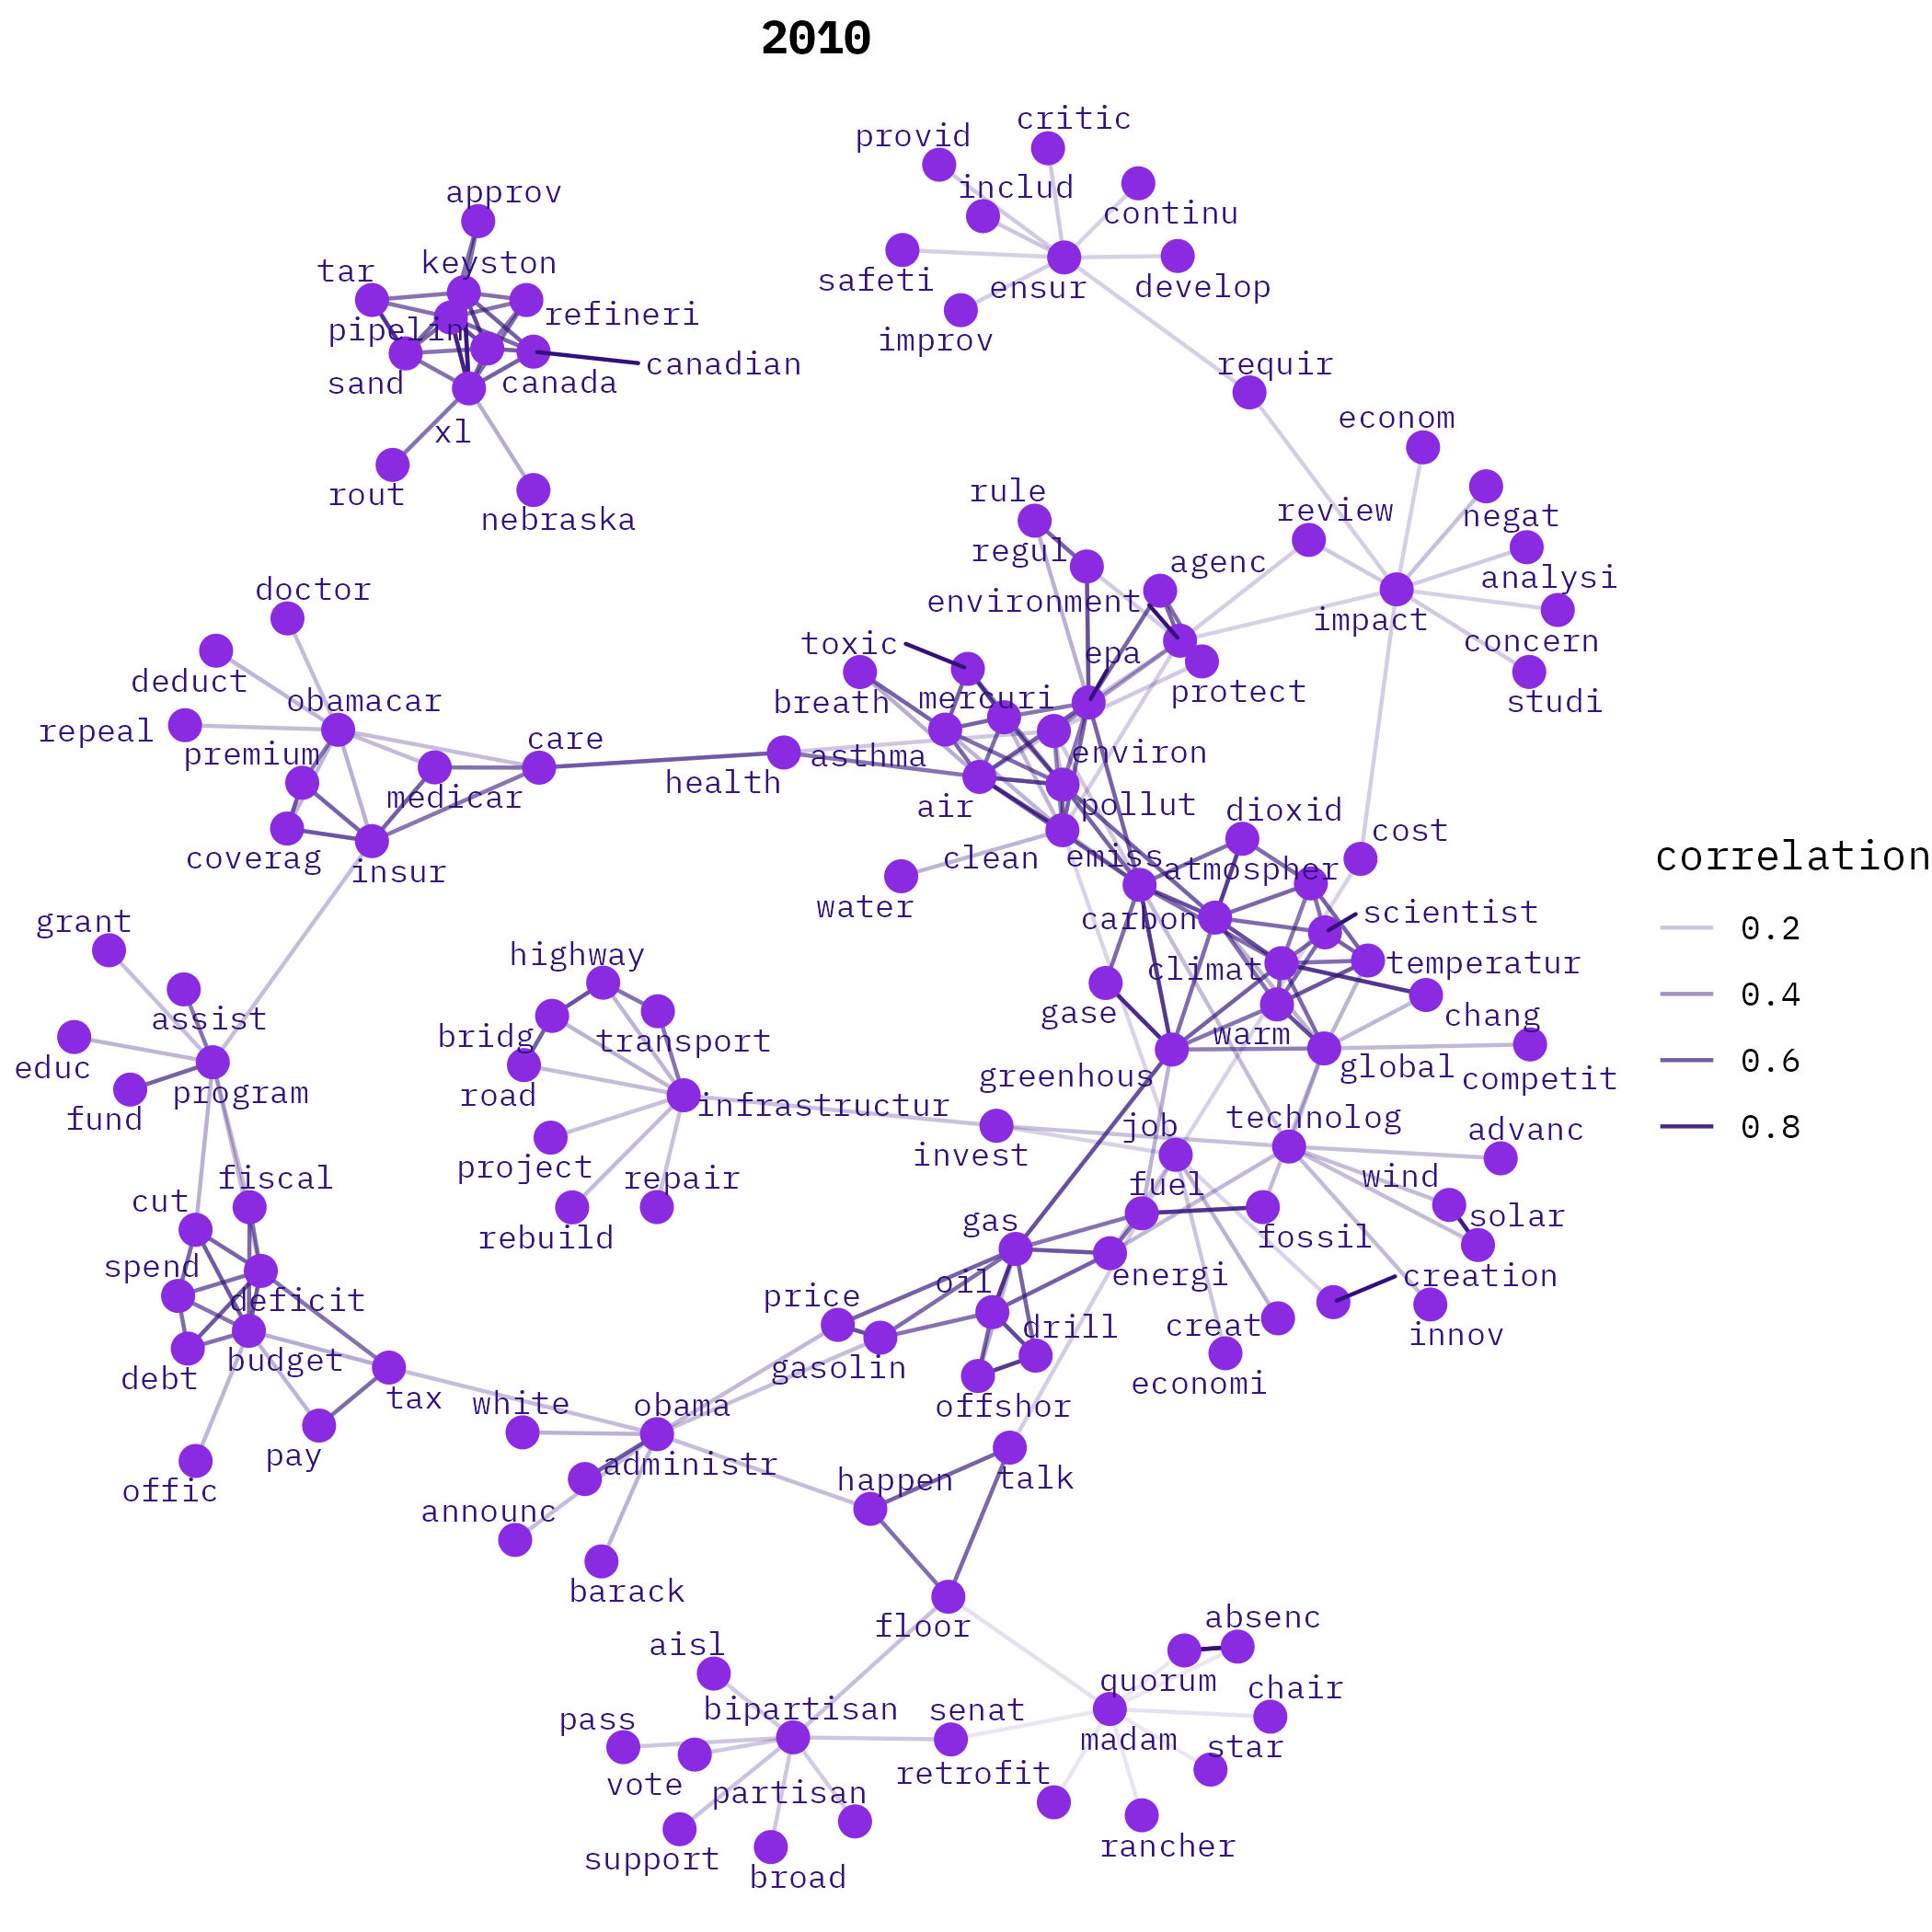 2010
critic
provid
includ
approv
continu
keyston
tar
safeti
ensur
develop
refineri
pipelin
improv
canadian
requir
sand
canada
econom
xl
rout
rule
review
negat
nebraska
regul
agenc
analysi
doctor
environment
impact
toxic
concern
epa
deduct
protect
studi
obamacar
breath
mercuri
repeal
care
premium
asthma
environ
health
medicar
air
pollut
dioxid
cost
coverag
clean
emiss
correlation
insur
atmospher
water
scientist
grant
carbon
0.2
highway
climat
temperatur
0.4
assist
gase
chang
bridg
transport
warm
educ
global
0.6
greenhous
competit
program
road
infrastructur
fund
job
technolog
advanc
0.8
invest
project
repair
fiscal
wind
fuel
cut
solar
gas
rebuild
fossil
spend
oil
energi
creation
price
deficit
drill
creat
innov
budget
gasolin
debt
economi
tax
white
obama
offshor
pay
administr
happen
talk
offic
announc
barack
floor
absenc
aisl
quorum
chair
bipartisan
senat
pass
madam
star
retrofit
vote
partisan
rancher
support
broad